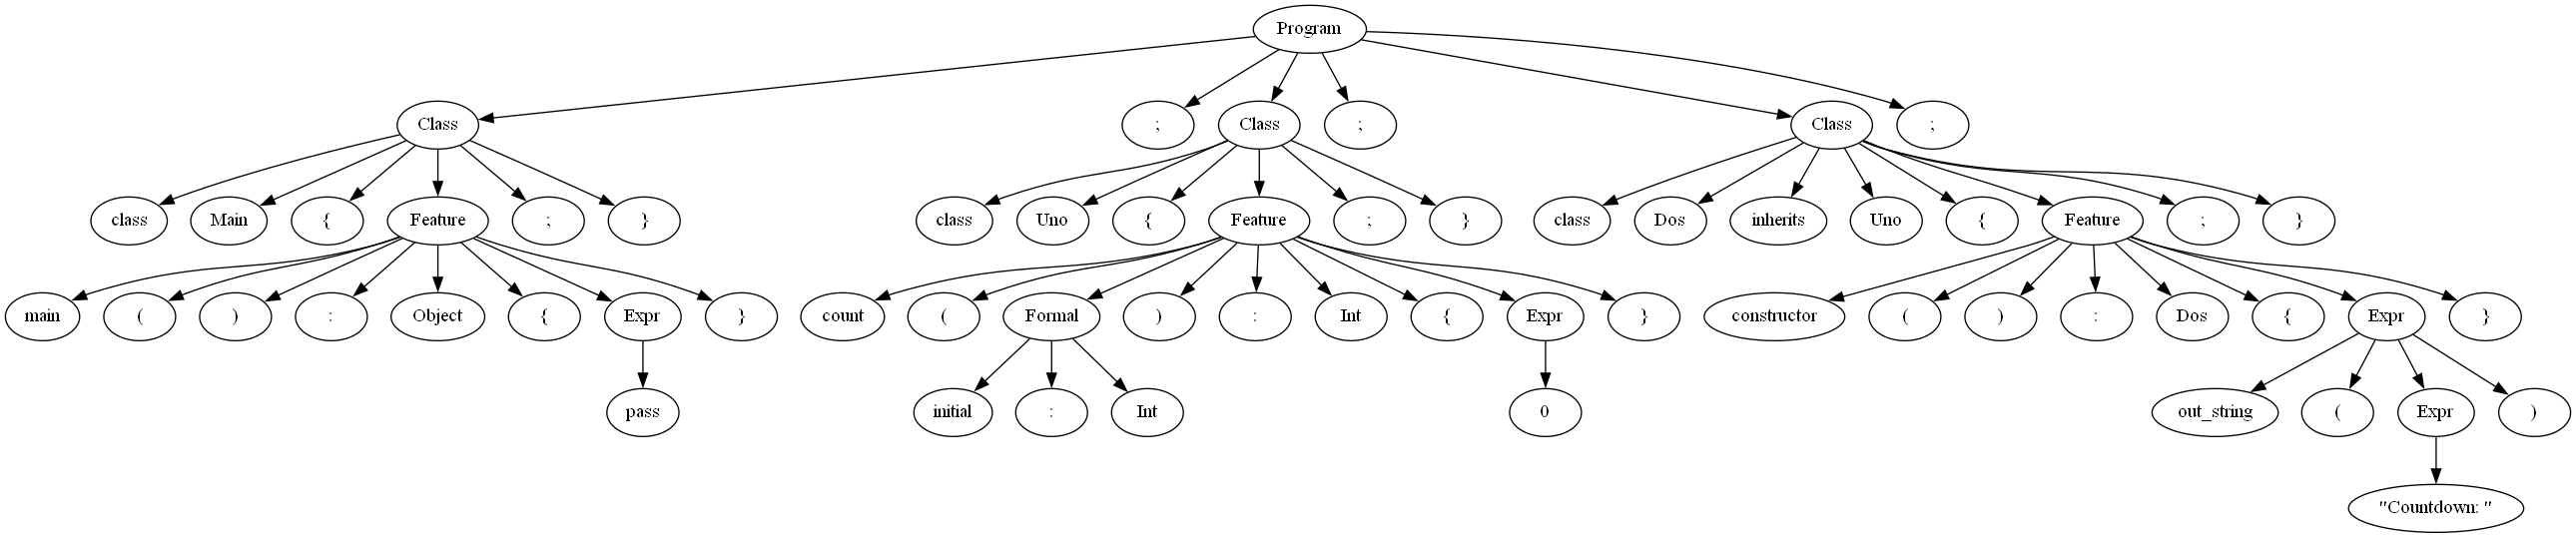 Program
Class ; Class ; Class ;
class Main { Feature ; } class Uno { Feature ; } class Dos inherits Uno { Feature ; }
main ( ) : Object { Expr } count ( Formal ) : Int { Expr } constructor ( ) : Dos { Expr }
pass initial : Int 0 out_string ( Expr )
"Countdown: "